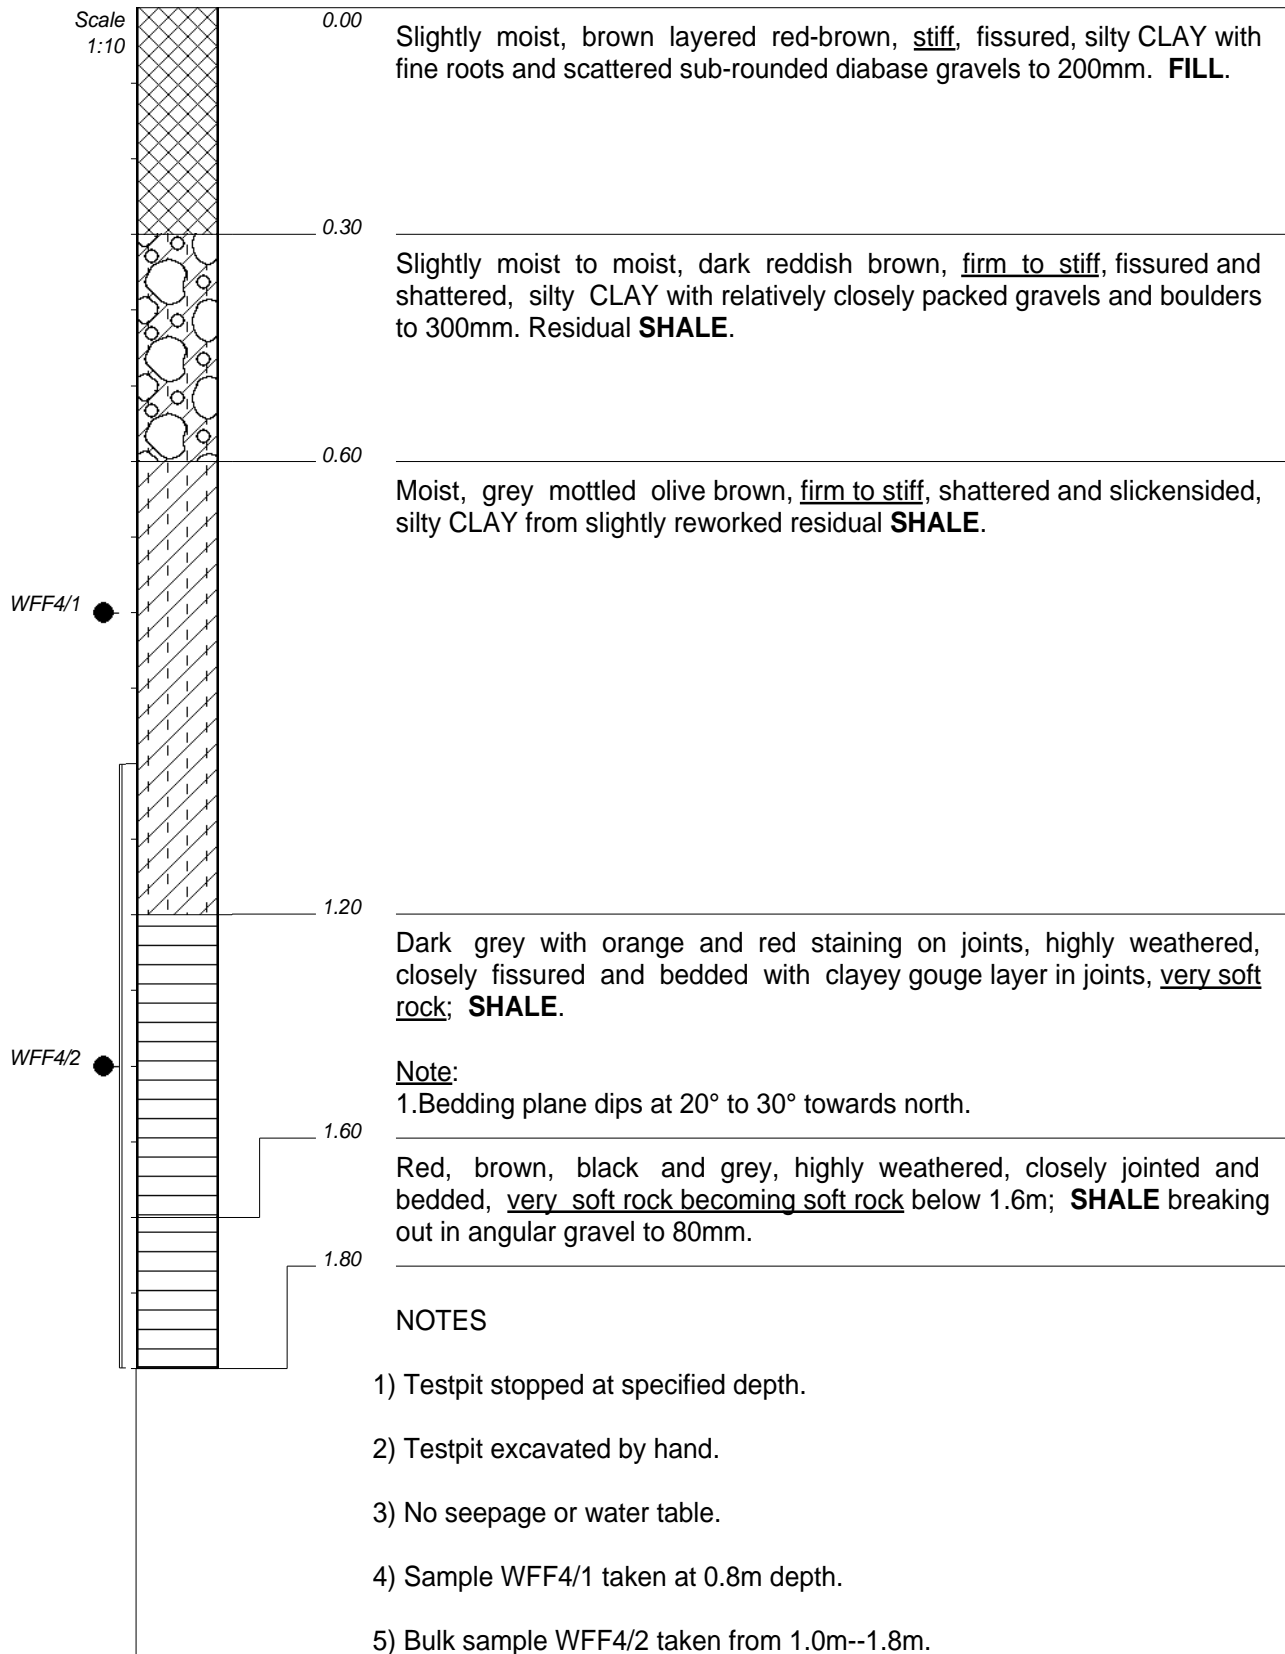 Scale
1:10
0.00
Slightly moist, brown layered red-brown, stiff, fissured, silty CLAY with
fine roots and scattered sub-rounded diabase gravels to 200mm. FILL.
0.30
Slightly moist to moist, dark reddish brown, firm to stiff, fissured and
shattered, silty CLAY with relatively closely packed gravels and boulders
to 300mm. Residual SHALE.
0.60
Moist, grey mottled olive brown, firm to stiff, shattered and slickensided,
silty CLAY from slightly reworked residual SHALE.
WFF4/1
1.20
Dark grey with orange and red staining on joints, highly weathered,
closely fissured and bedded with clayey gouge layer in joints, very soft
rock; SHALE.
WFF4/2
Note:
1.Bedding plane dips at 20° to 30° towards north.
1.60
Red, brown, black and grey, highly weathered, closely jointed and
bedded, very soft rock becoming soft rock below 1.6m; SHALE breaking
out in angular gravel to 80mm.
1.80
NOTES
1) Testpit stopped at specified depth.
2) Testpit excavated by hand.
3) No seepage or water table.
4) Sample WFF4/1 taken at 0.8m depth.
5) Bulk sample WFF4/2 taken from 1.0m--1.8m.